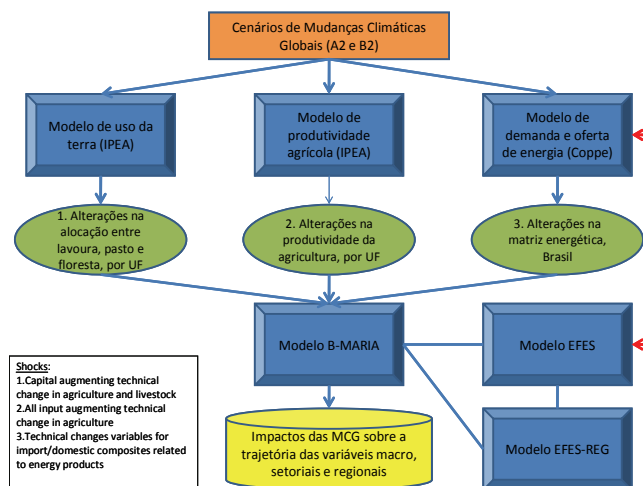 Cenários de Mudanças Climáticas
Globais (A2 e B2)
Modelo de uso da
terra (IPEA)
Modelo de
produtividade
agrícola (IPEA)
Modelo de
demanda e oferta
de energia (Coppe)
1. Alterações na
alocação entre
lavoura, pasto e
floresta, por UF
2. Alterações na
produtividade da
agricultura, por UF
3. Alterações na
matriz energética,
Brasil
Modelo B-MARIA
Modelo EFES
Shocks:
1.Capital augmenting technical
change in agriculture and livestock
2.All input augmenting technical
change in agriculture
3.Technical changes variables for
import/domestic composites related
to energy products
Impactos das MCG sobre a
trajetória das variáveis macro,
setoriais e regionais
Modelo EFES-REG